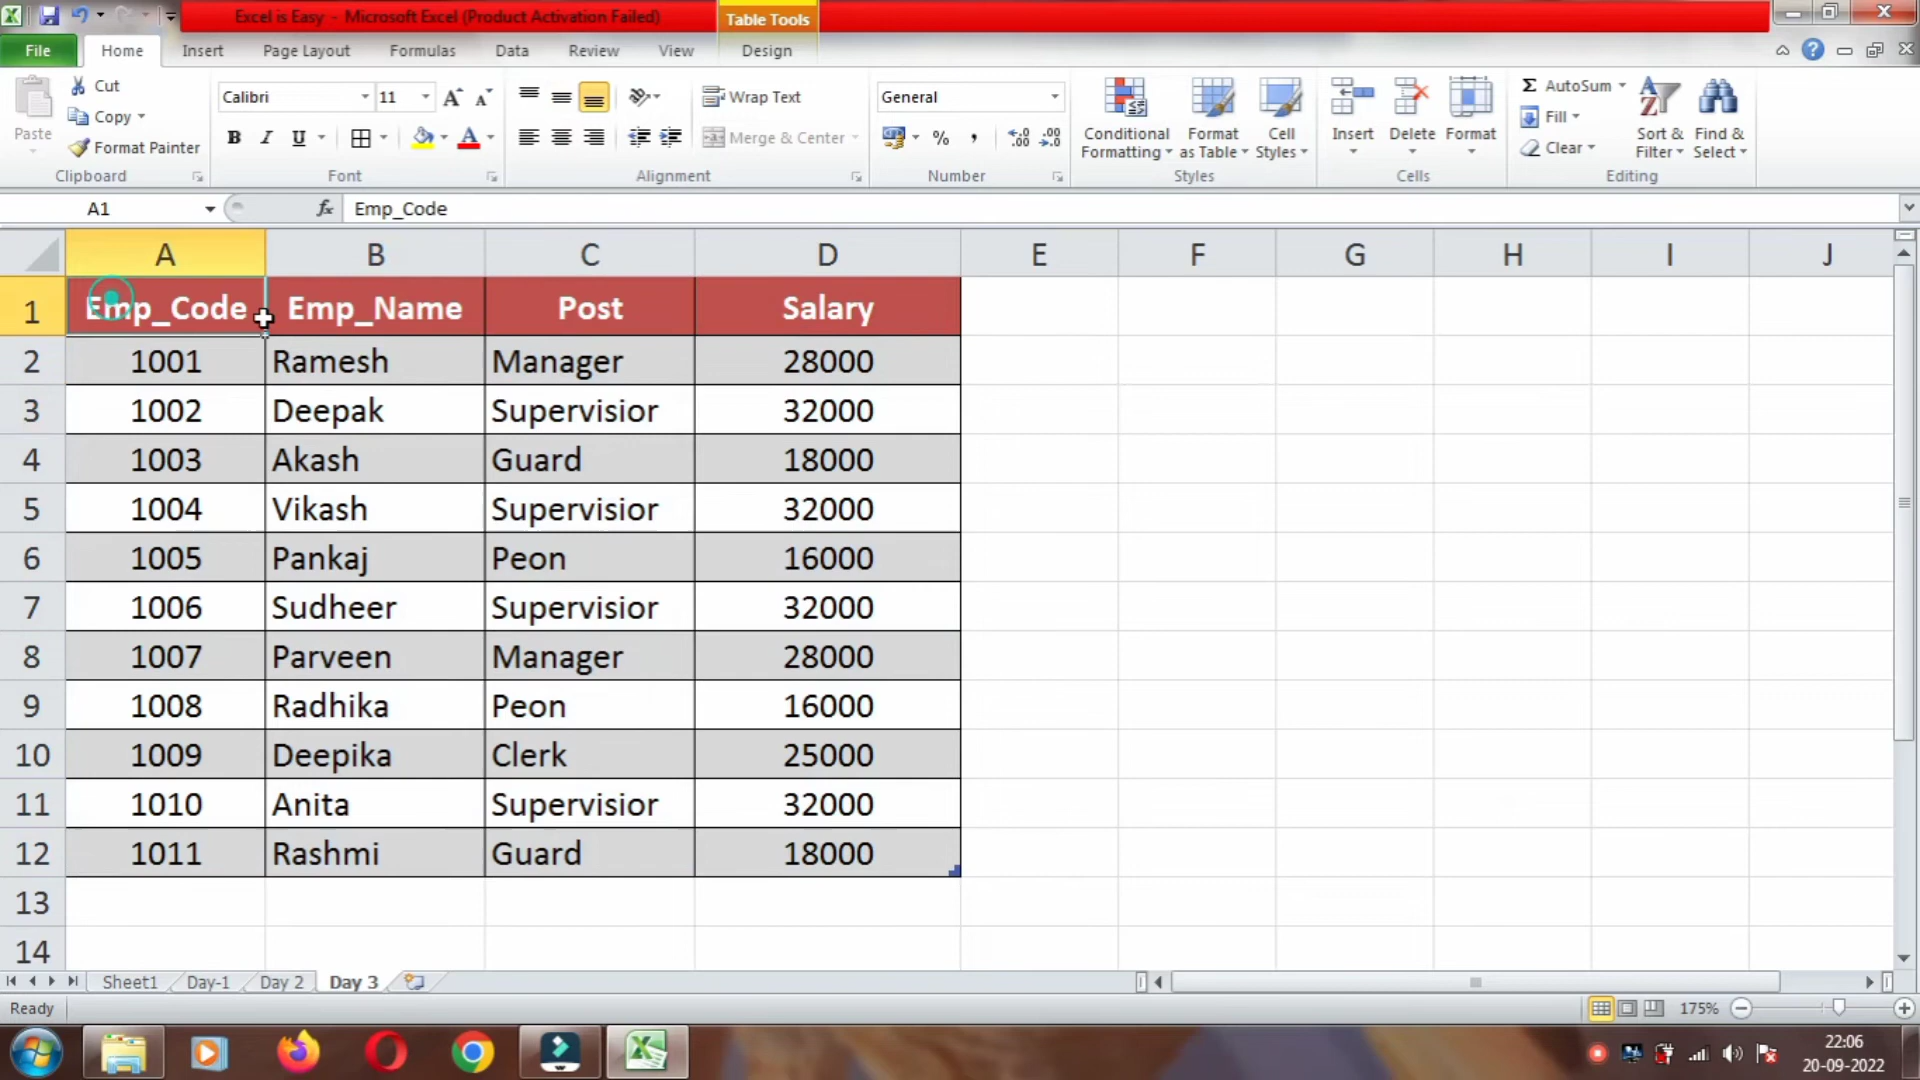 Excel is Easy - Microsoft Excel (Product Activation Failed)
Table Tools
File Home Insert Page Layout Formulas Data Review View Design
Paste
Cut
Copy
Format Painter
Clipboard
Calibri 11
B I U
A
Font
Wrap Text
Merge & Center
Alignment
General
%
Number
Conditional Formatting
Format as Table
Cell Styles
Styles
Insert Delete Format
Cells
Σ AutoSum
Fill
Clear
Sort & Filter
Find & Select
Editing
A1 fx Emp_Code
A B C D E F G H I J
1 Emp_Code Emp_Name Post Salary
2 1001 Ramesh Manager 28000
3 1002 Deepak Supervisior 32000
4 1003 Akash Guard 18000
5 1004 Vikash Supervisior 32000
6 1005 Pankaj Peon 16000
7 1006 Sudheer Supervisior 32000
8 1007 Parveen Manager 28000
9 1008 Radhika Peon 16000
10 1009 Deepika Clerk 25000
11 1010 Anita Supervisior 32000
12 1011 Rashmi Guard 18000
13
14
Sheet1 Day-1 Day 2 Day 3
Ready 175%
22:06
20-09-2022